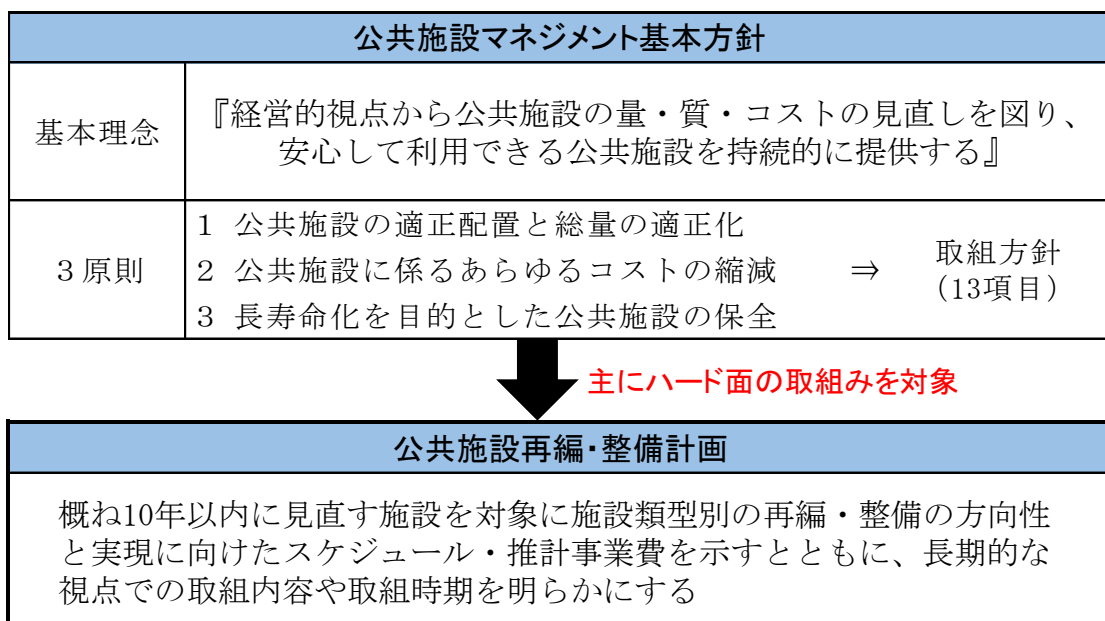 公共施設マネジメント基本方針
基本理念
『経営的視点から公共施設の量・質・コストの見直しを図り、
安心して利用できる公共施設を持続的に提供する』
3原則
1 公共施設の適正配置と総量の適正化
2 公共施設に係るあらゆるコストの縮減
3 長寿命化を目的とした公共施設の保全
⇒
取組方針
(13項目)
主にハード面の取組みを対象
公共施設再編・整備計画
概ね10年以内に見直す施設を対象に施設類型別の再編・整備の方向性
と実現に向けたスケジュール・推計事業費を示すとともに、長期的な
視点での取組内容や取組時期を明らかにする